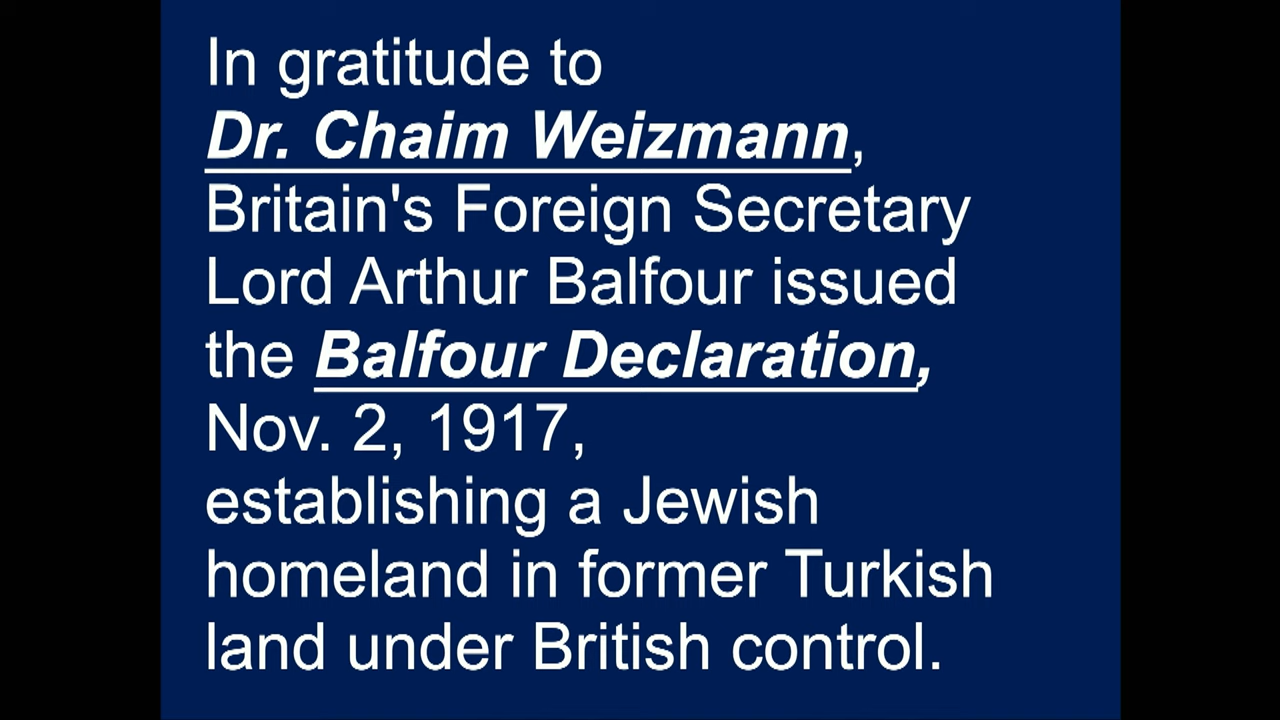 In gratitude to
Dr. Chaim Weizmann,
Britain's Foreign Secretary
Lord Arthur Balfour issued
the Balfour Declaration,
Nov. 2, 1917,
establishing a Jewish
homeland in former Turkish
land under British control.